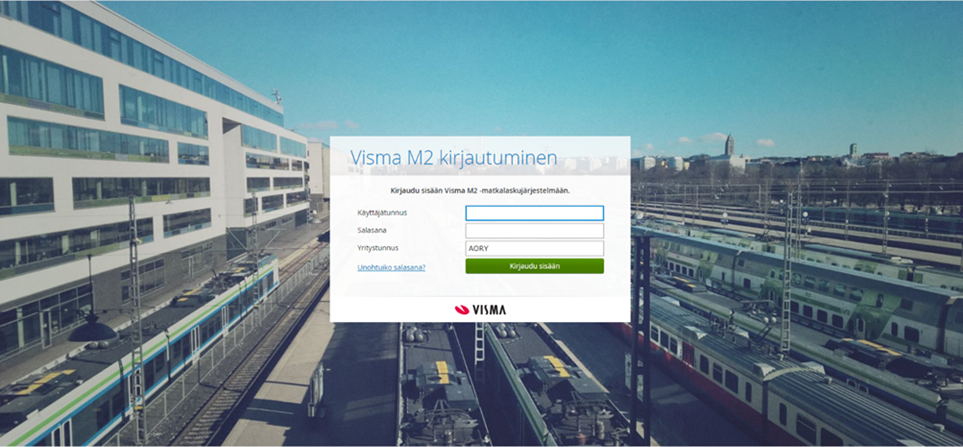 Visma M2 kirjautuminen
Kirjaudu sisään Visma M2 -matkalaskujärjestelmään.
Käyttäjätunnus
Salasana
Yritystunnus AORY
Unohtuiko salasana? Kirjaudu sisään
VISMA